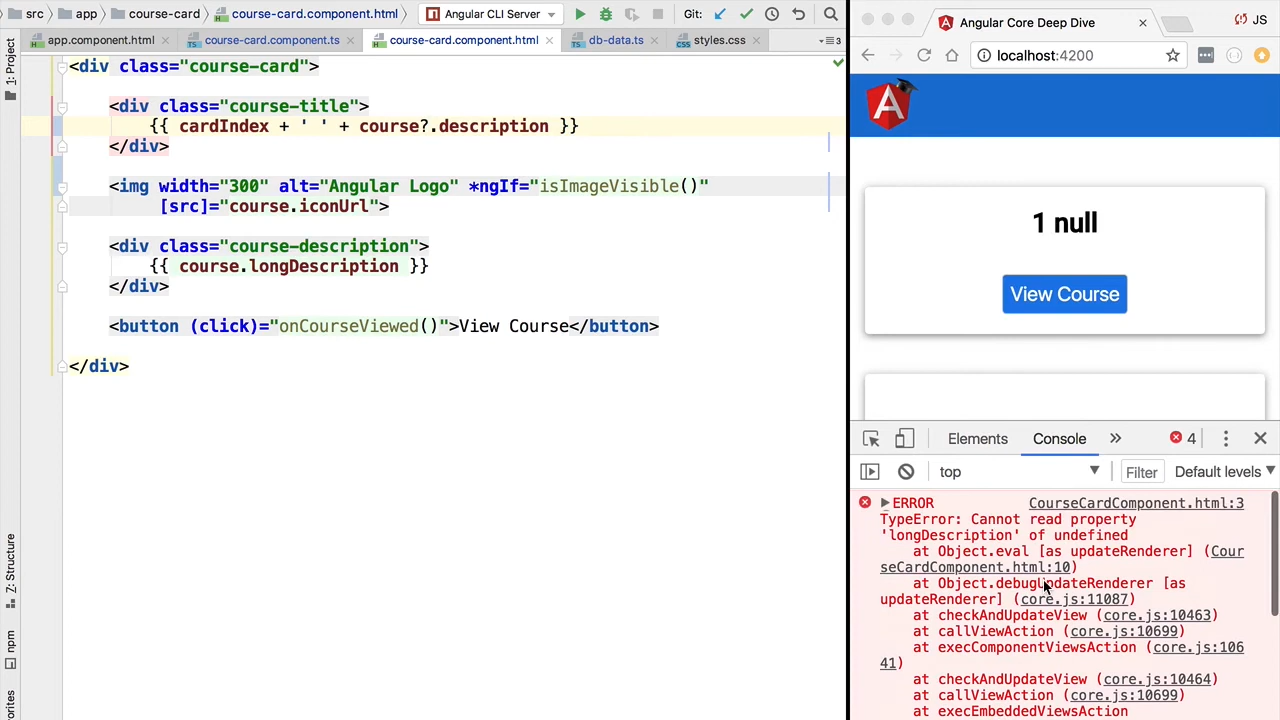 src app course-card course-card.component.html Angular CLI Server Git:
app.component.html course-card.component.ts course-card.component.html db-data.ts styles.css 3
1: Project
Z: Structure
npm
orites
<div class="course-card">
<div class="course-title">
{{ cardIndex + ' ' + course?.description }}
</div>
<img width="300" alt="Angular Logo" *ngIf="isImageVisible()"
[src]="course.iconUrl">
<div class="course-description">
{{ course.longDescription }}
</div>
<button (click)="onCourseViewed()">View Course</button>
</div>
Angular Core Deep Dive JS
localhost:4200
1 null
View Course
Elements Console 4
top Filter Default levels
ERROR CourseCardComponent.html:3
TypeError: Cannot read property
'longDescription' of undefined
at Object.eval [as updateRenderer] (Cour
seCardComponent.html:10)
at Object.debugUpdateRenderer [as
updateRenderer] (core.js:11087)
at checkAndUpdateView (core.js:10463)
at callViewAction (core.js:10699)
at execComponentViewsAction (core.js:106
41)
at checkAndUpdateView (core.js:10464)
at callViewAction (core.js:10699)
at execEmbeddedViewsAction